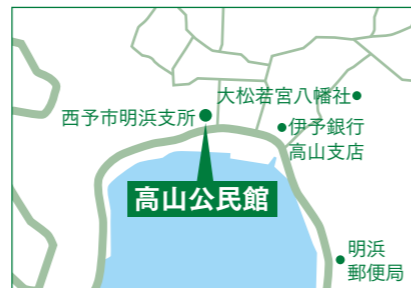 大松若宮八幡社
西予市明浜支所
伊予銀行
高山支店
高山公民館
明浜
郵便局